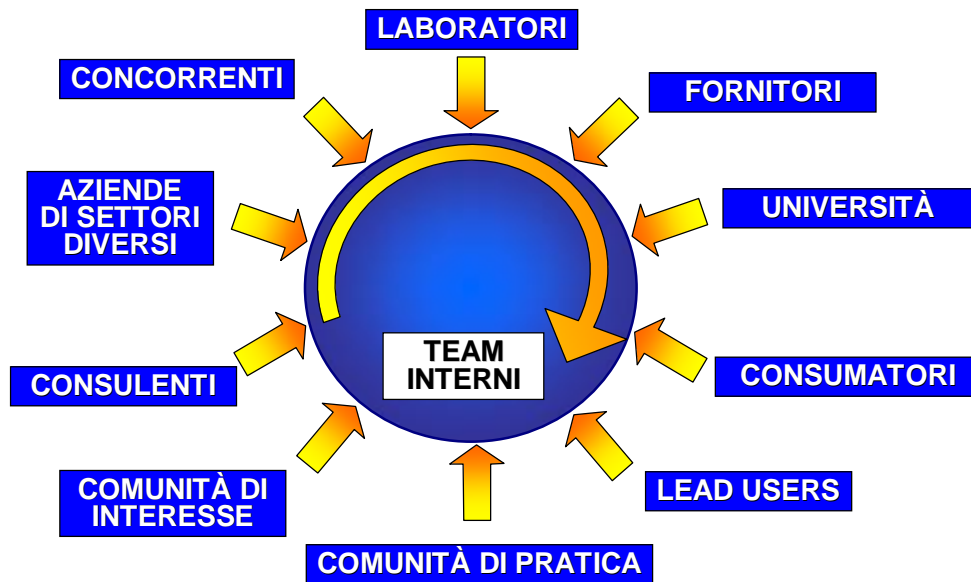 LABORATORI
CONCORRENTI
FORNITORI
AZIENDE
DI SETTORI
DIVERSI
UNIVERSITÀ
TEAM
INTERNI
CONSULENTI
CONSUMATORI
COMUNITÀ DI
INTERESSE
LEAD USERS
COMUNITÀ DI PRATICA